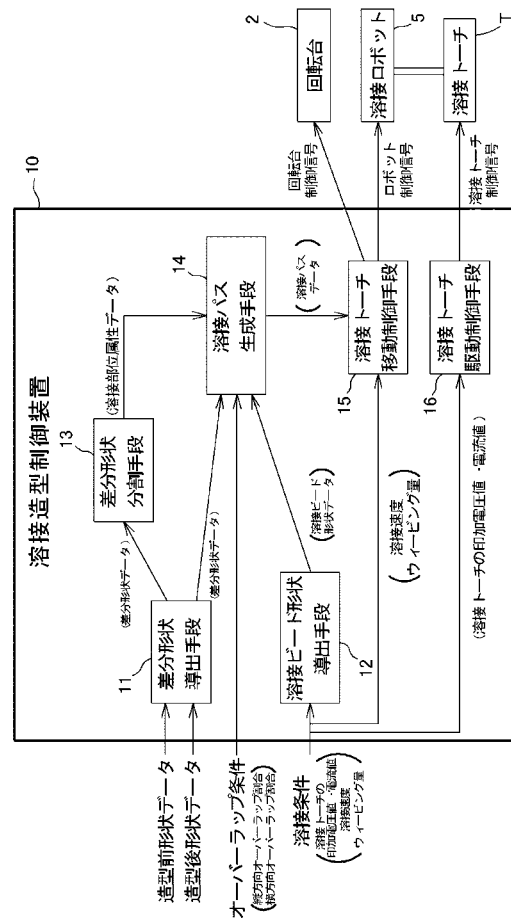 10
溶接造型制御装置
造型前形状データ
造型後形状データ
オーバーラップ条件
(縦方向オーバーラップ割合
横方向オーバーラップ割合)
溶接条件
(溶接トーチの
印加電圧値・電流値
溶接速度
ウィービング量)
11
差分形状
導出手段
溶接ビード形状
導出手段
12
(差分形状データ)
(差分形状データ)
13
差分形状
分割手段
(溶接部位属性データ)
(溶接ビード
形状データ)
14
溶接パス
生成手段
(溶接パス
データ)
(溶接速度
ウィービング量)
(溶接トーチの印加電圧値・電流値)
15
溶接トーチ
移動制御手段
16
溶接トーチ
駆動制御手段
回転台
制御信号
ロボット
制御信号
溶接トーチ
制御信号
2
回転台
溶接ロボット
5
溶接トーチ
T